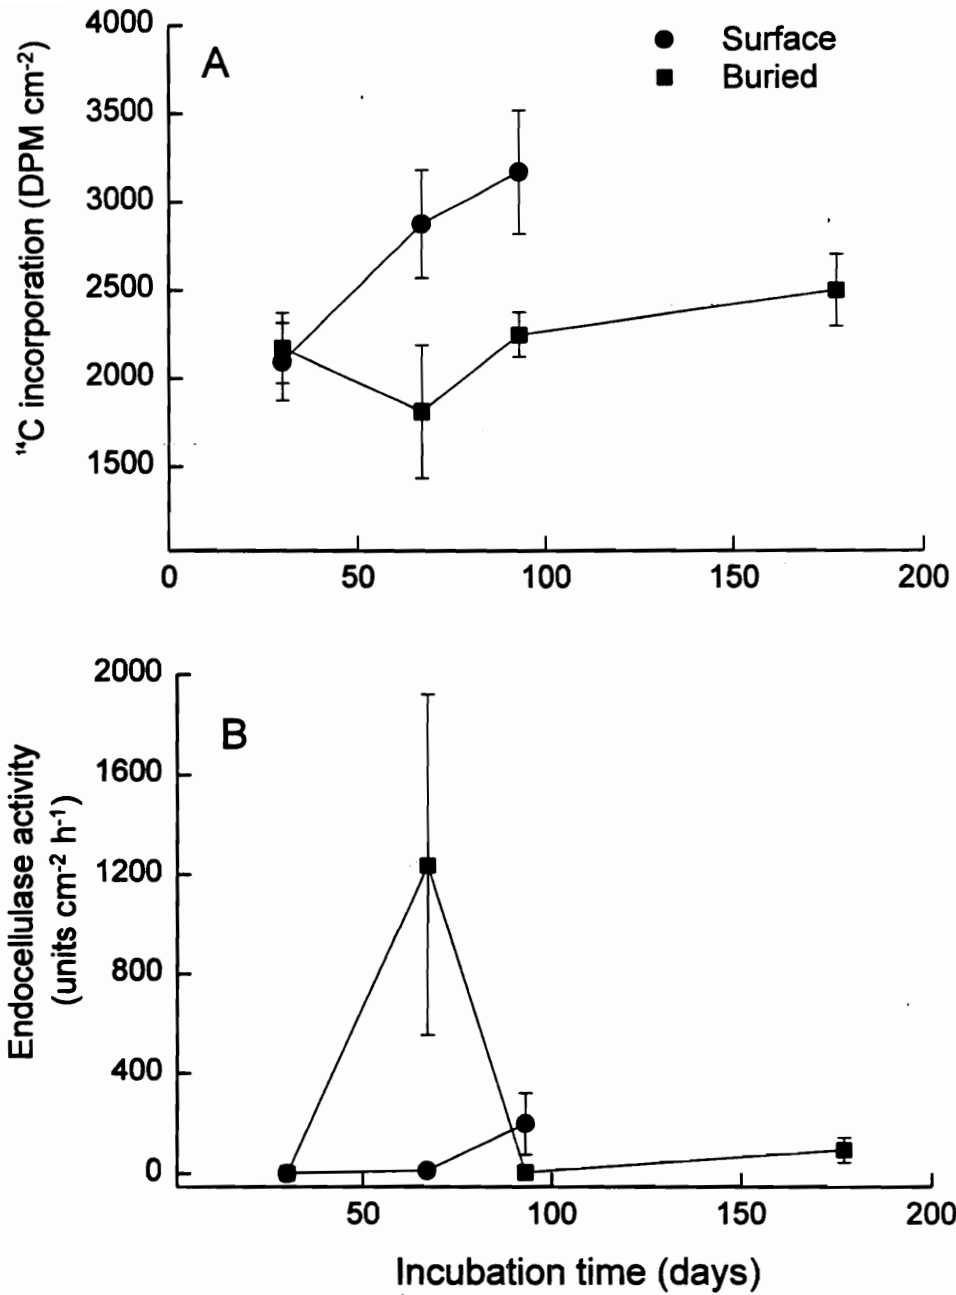 A
Surface
Buried
¹⁴C incorporation (DPM cm⁻²)
4000
3500
3000
2500
2000
1500
0 50 100 150 200
B
Endocellulase activity
(units cm⁻² h⁻¹)
2000
1600
1200
800
400
0
50 100 150 200
Incubation time (days)